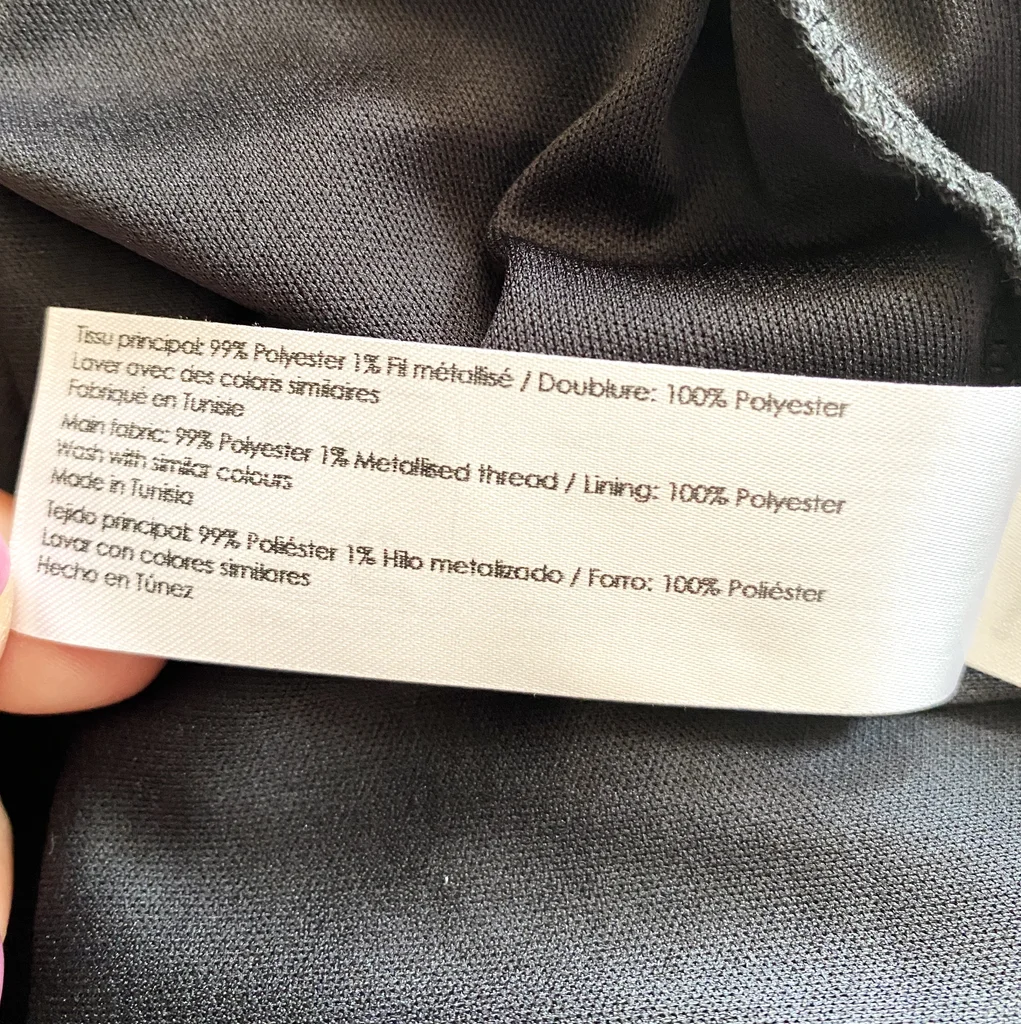 Tissu principal: 99% Polyester 1% Fil métallisé / Doublure: 100% Polyester
Laver avec des coloris similaires
Fabriqué en Tunisie
Main fabric: 99% Polyester 1% Metallised thread / Lining: 100% Polyester
Wash with similar colours
Made in Tunisia
Tejido principal: 99% Poliéster 1% Hilo metalizado / Forro: 100% Poliéster
Lavar con colores similares
Hecho en Túnez